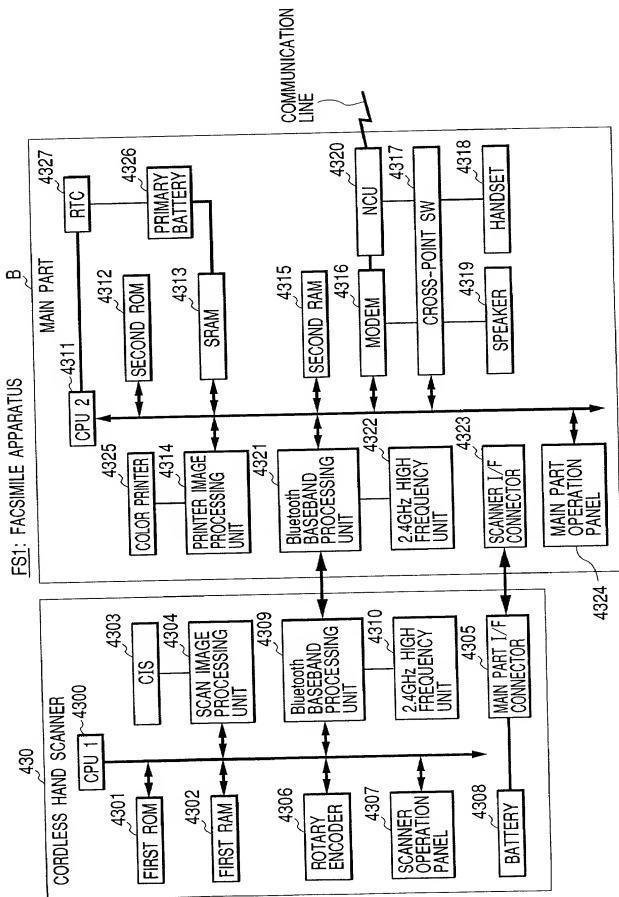 FS1: FACSIMILE APPARATUS
430
CORDLESS HAND SCANNER
4300
CPU 1
4301
FIRST ROM
4302
FIRST RAM
4306
ROTARY
ENCODER
4307
SCANNER
OPERATION
PANEL
4308
BATTERY
4303
CIS
4304
SCAN IMAGE
PROCESSING
UNIT
4309
Bluetooth
BASEBAND
PROCESSING
UNIT
4310
2.4GHz HIGH
FREQUENCY
UNIT
4305
MAIN PART I/F
CONNECTOR
B
MAIN PART
4311
CPU 2
4325
COLOR PRINTER
4314
PRINTER IMAGE
PROCESSING
UNIT
4321
Bluetooth
BASEBAND
PROCESSING
UNIT
4322
2.4GHz HIGH
FREQUENCY
UNIT
4323
SCANNER I/F
CONNECTOR
MAIN PART
OPERATION
PANEL
4324
4327
RTC
4326
PRIMARY
BATTERY
4312
SECOND ROM
4313
SRAM
4315
SECOND RAM
4316
MODEM
4320
NCU
4317
CROSS-POINT SW
4319
SPEAKER
4318
HANDSET
COMMUNICATION
LINE